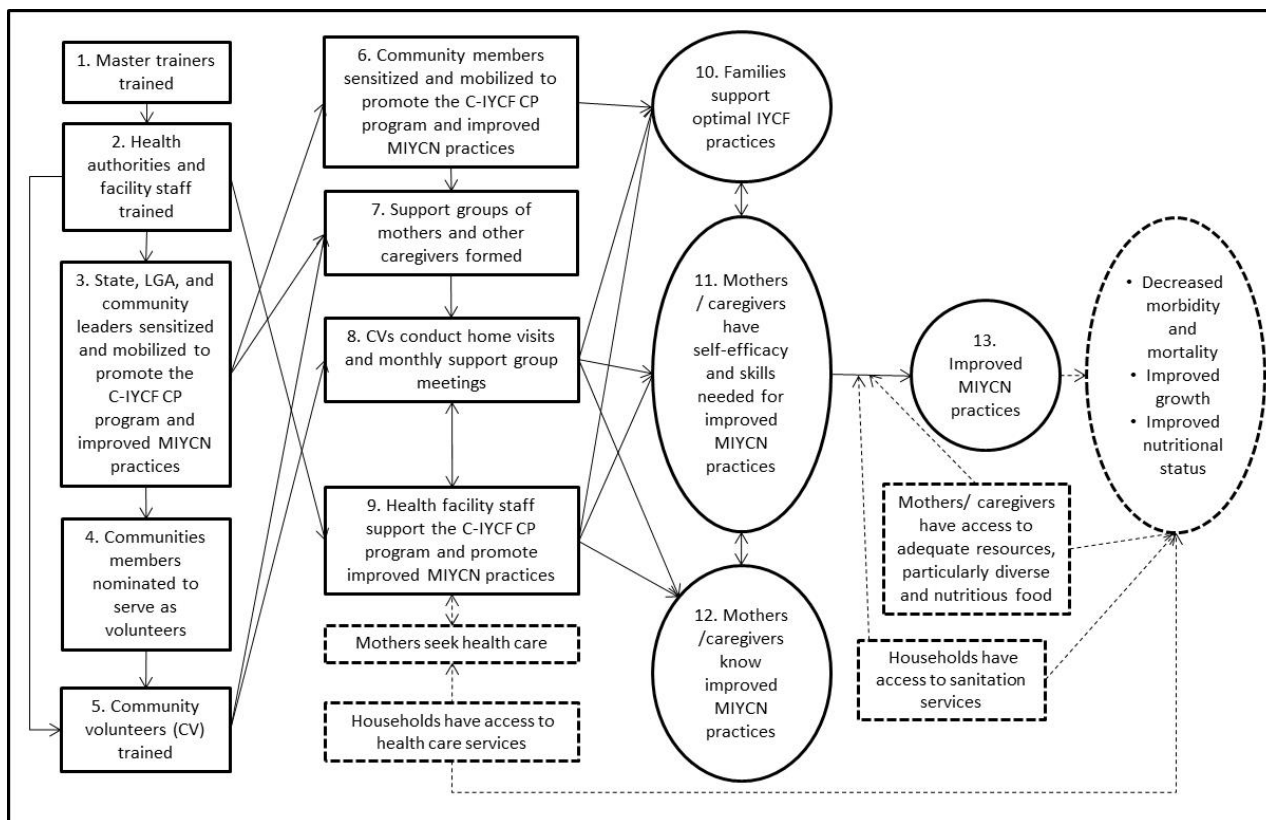 1. Master trainers
trained
2. Health
authorities and
facility staff
trained
3. State, LGA, and
community
leaders sensitized
and mobilized to
promote the
C-IYCF CP
program and
improved MIYCN
practices
4. Communities
members
nominated to
serve as
volunteers
5. Community
volunteers (CV)
trained
6. Community members
sensitized and mobilized to
promote the C-IYCF CP
program and improved
MIYCN practices
7. Support groups of
mothers and other
caregivers formed
8. CVs conduct home visits
and monthly support group
meetings
9. Health facility staff
support the C-IYCF CP
program and promote
improved MIYCN practices
Mothers seek health care
Households have access to
health care services
10. Families
support
optimal IYCF
practices
11. Mothers
/ caregivers
have
self-efficacy
and skills
needed for
improved
MIYCN
practices
12. Mothers
/caregivers
know
improved
MIYCN
practices
13.
Improved
MIYCN
practices
Mothers/ caregivers
have access to
adequate resources,
particularly diverse
and nutritious food
Households have
access to sanitation
services
• Decreased
morbidity
and
mortality
• Improved
growth
• Improved
nutritional
status